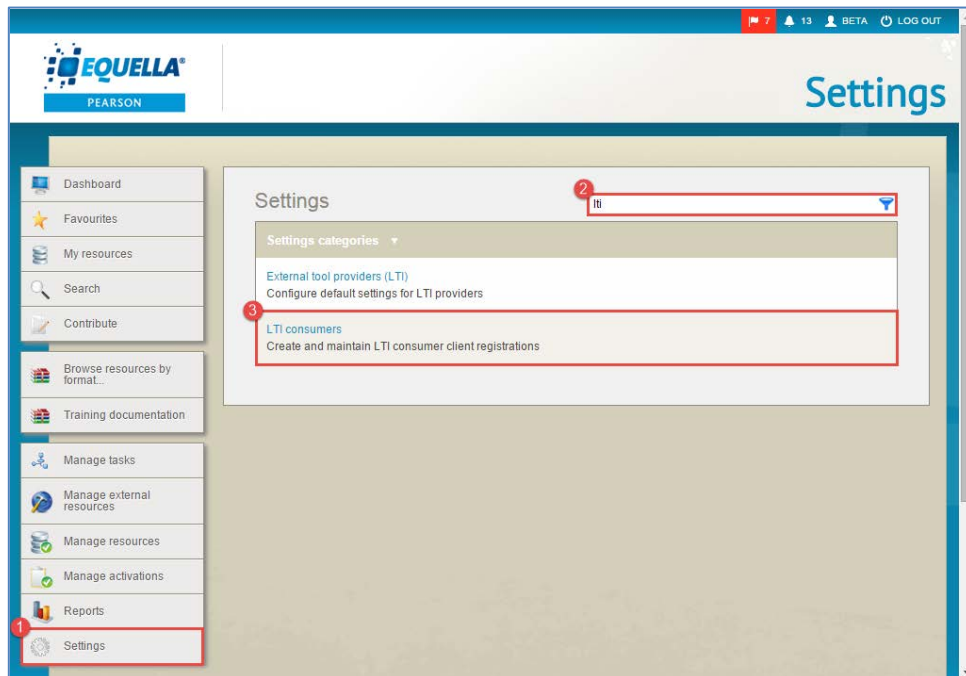 7 13 BETA LOG OUT
EQUELLA®
PEARSON
Settings
Dashboard
Favourites
My resources
Search
Contribute
Browse resources by
format...
Training documentation
Manage tasks
Manage external
resources
Manage resources
Manage activations
Reports
1
Settings
Settings
2
lti
Settings categories
External tool providers (LTI)
Configure default settings for LTI providers
3
LTI consumers
Create and maintain LTI consumer client registrations